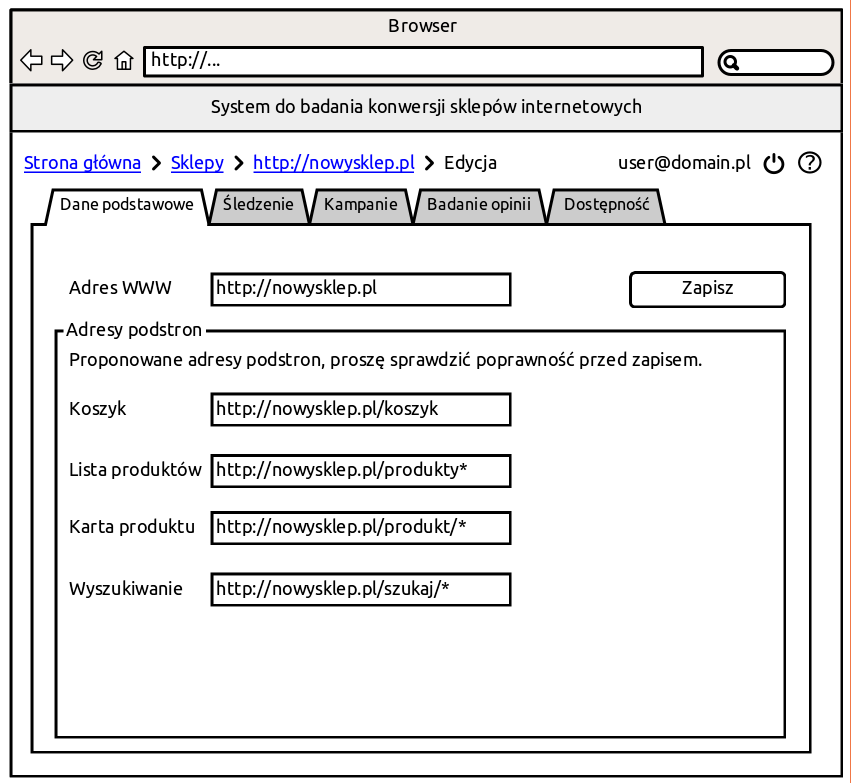 Browser
http://...
System do badania konwersji sklepów internetowych
Strona główna > Sklepy > http://nowysklep.pl > Edycja user@domain.pl ?
Dane podstawowe Śledzenie Kampanie Badanie opinii Dostępność
Adres WWW http://nowysklep.pl Zapisz
Adresy podstron
Proponowane adresy podstron, proszę sprawdzić poprawność przed zapisem.
Koszyk http://nowysklep.pl/koszyk
Lista produktów http://nowysklep.pl/produkty*
Karta produktu http://nowysklep.pl/produkt/*
Wyszukiwanie http://nowysklep.pl/szukaj/*